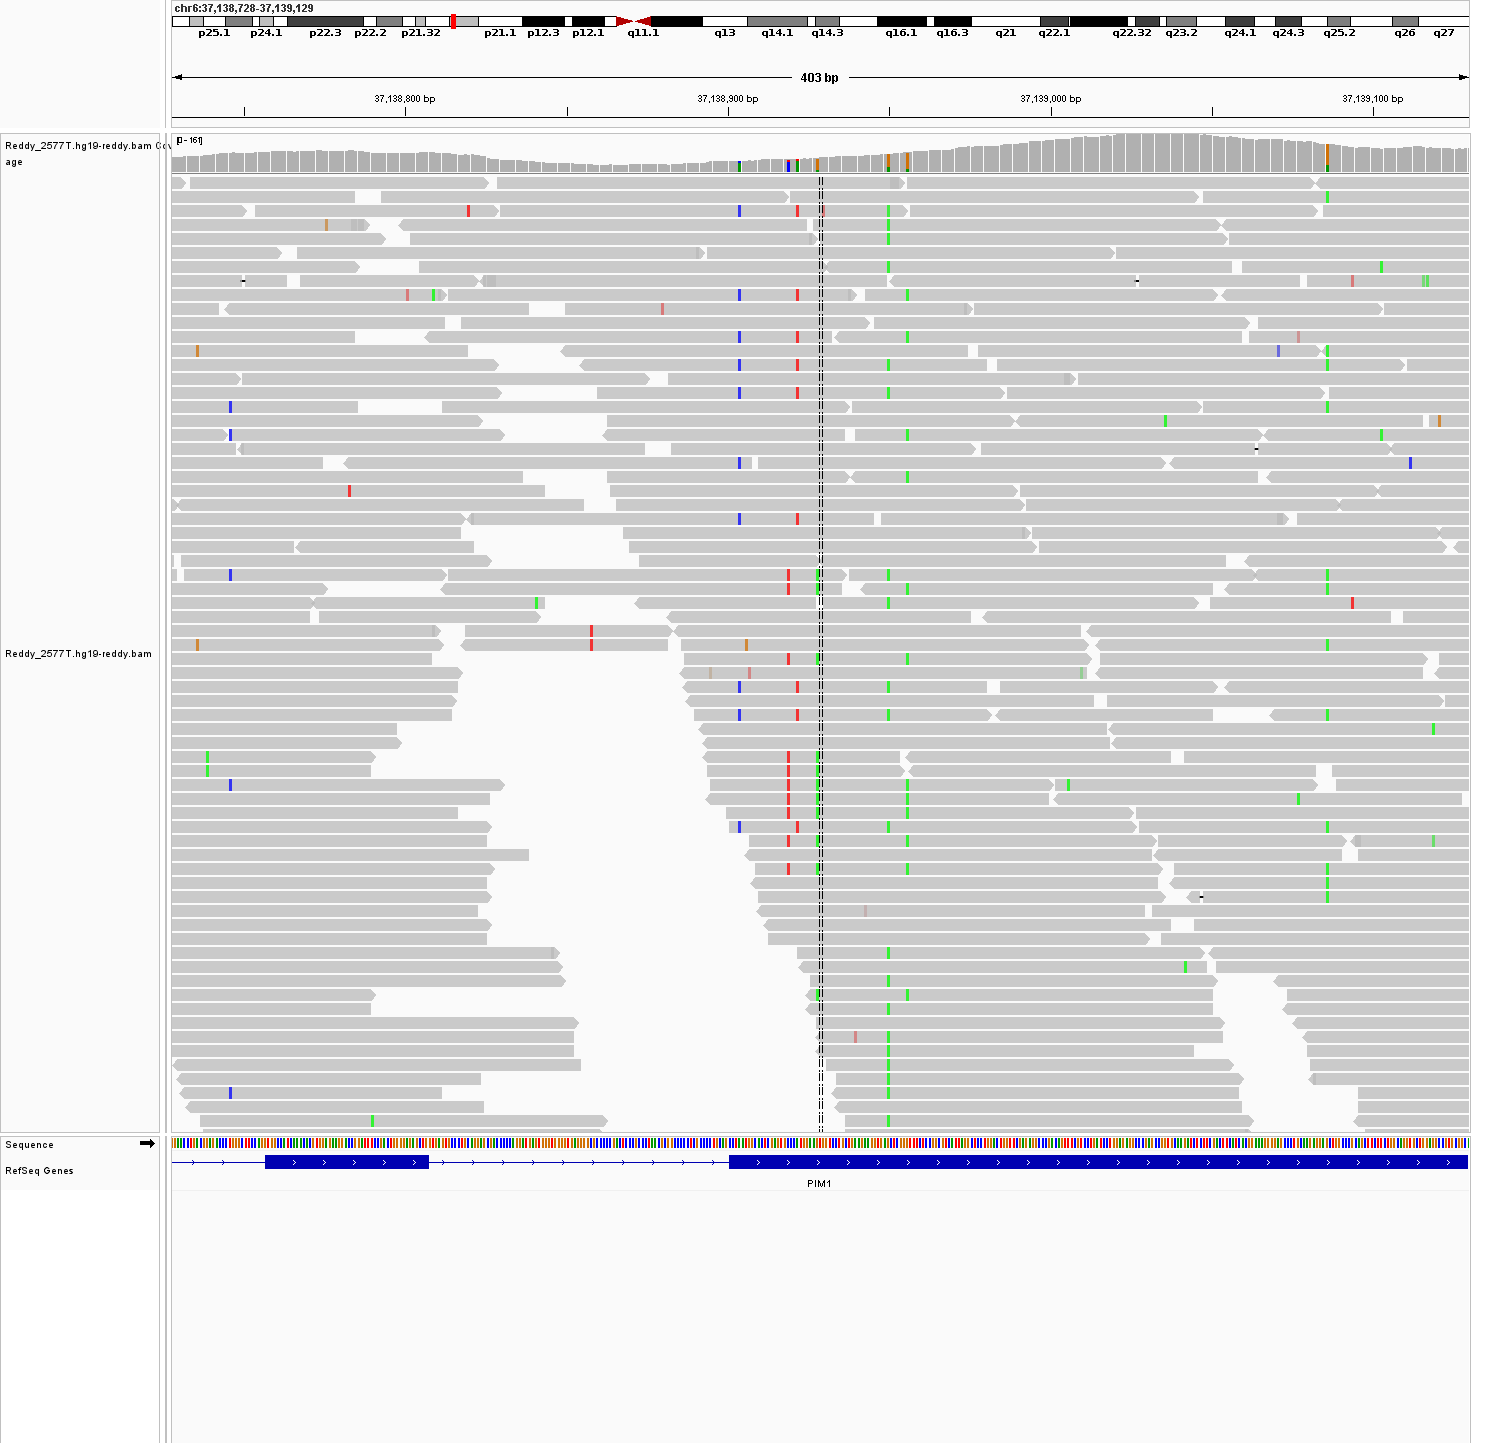 chr6:37,138,728-37,139,129
p25.1 p24.1 p22.3 p22.2 p21.32 p21.1 p12.3 p12.1 q11.1 q13 q14.1 q14.3 q16.1 q16.3 q21 q22.1 q22.32 q23.2 q24.1 q24.3 q25.2 q26 q27
403 bp
37,138,800 bp 37,138,900 bp 37,139,000 bp 37,139,100 bp
Reddy_2577T.hg19-reddy.bam Cov
age
[0 - 161]
Reddy_2577T.hg19-reddy.bam
Sequence
RefSeq Genes
PIM1